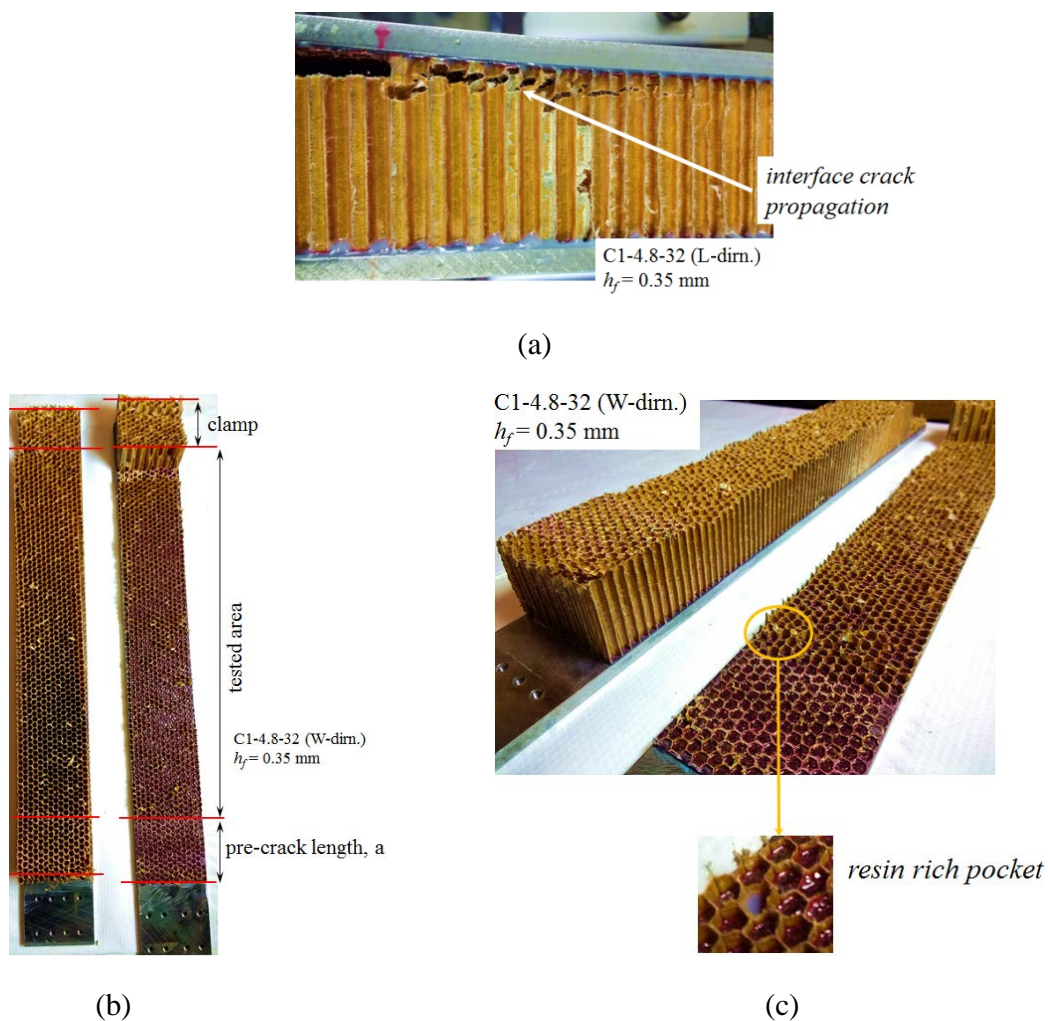 interface crack
propagation
C1-4.8-32 (L-dirn.)
hf = 0.35 mm
(a)
clamp
tested area
C1-4.8-32 (W-dirn.)
hf = 0.35 mm
pre-crack length, a
(b)
C1-4.8-32 (W-dirn.)
hf = 0.35 mm
resin rich pocket
(c)